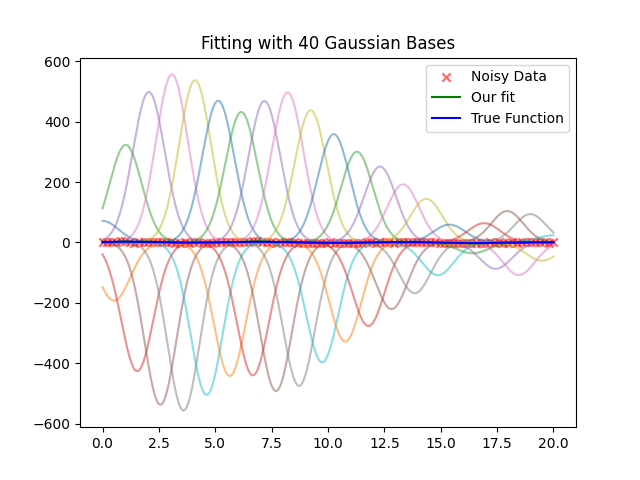 Fitting with 40 Gaussian Bases
Noisy Data
Our fit
True Function
600
400
200
0
−200
−400
−600
0.0 2.5 5.0 7.5 10.0 12.5 15.0 17.5 20.0